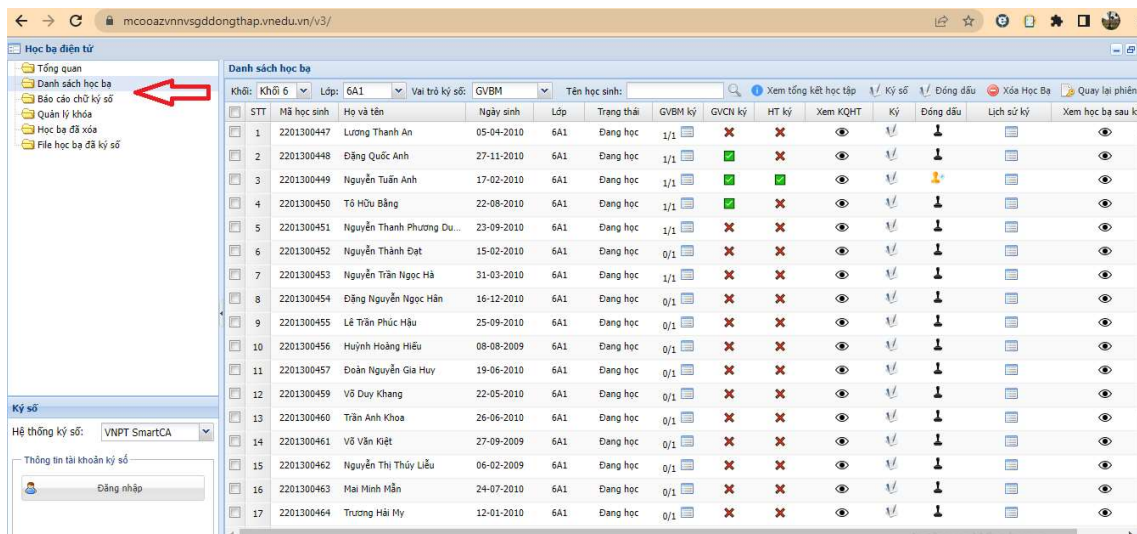 mcooazvnnvsgddongthap.vnedu.vn/v3/
Học bạ điện tử
Tổng quan
Danh sách học bạ
Báo cáo chữ ký số
Quản lý khóa
Học bạ đã xóa
File học bạ đã ký số
Danh sách học bạ
Khối: Khối 6 Lớp: 6A1 Vai trò ký số: GVBM Tên học sinh: Xem tổng kết học tập Ký số Đóng dấu Xóa Học Bạ Quay lại phiên
STT Mã học sinh Họ và tên Ngày sinh Lớp Trạng thái GVBM ký GVCN ký HT ký Xem KQHT Ký Đóng dấu Lịch sử ký Xem học bạ sau k
1 2201300447 Lương Thanh An 05-04-2010 6A1 Đang học 1/1
2 2201300448 Đặng Quốc Anh 27-11-2010 6A1 Đang học 1/1
3 2201300449 Nguyễn Tuấn Anh 17-02-2010 6A1 Đang học 1/1
4 2201300450 Tô Hữu Bằng 22-08-2010 6A1 Đang học 1/1
5 2201300451 Nguyễn Thanh Phương Du... 23-09-2010 6A1 Đang học 1/1
6 2201300452 Nguyễn Thành Đạt 15-02-2010 6A1 Đang học 0/1
7 2201300453 Nguyễn Trần Ngọc Hà 31-03-2010 6A1 Đang học 1/1
8 2201300454 Đặng Nguyễn Ngọc Hân 16-12-2010 6A1 Đang học 0/1
9 2201300455 Lê Trần Phúc Hậu 25-09-2010 6A1 Đang học 0/1
10 2201300456 Huỳnh Hoàng Hiếu 08-08-2009 6A1 Đang học 0/1
11 2201300457 Đoàn Nguyễn Gia Huy 19-06-2010 6A1 Đang học 0/1
12 2201300459 Võ Duy Khang 22-05-2010 6A1 Đang học 0/1
13 2201300460 Trần Anh Khoa 26-06-2010 6A1 Đang học 0/1
14 2201300461 Võ Văn Kiệt 27-09-2009 6A1 Đang học 0/1
15 2201300462 Nguyễn Thị Thúy Liễu 06-02-2009 6A1 Đang học 0/1
16 2201300463 Mai Minh Mẫn 24-07-2010 6A1 Đang học 0/1
17 2201300464 Trương Hải My 12-01-2010 6A1 Đang học 0/1
Ký số
Hệ thống ký số: VNPT SmartCA
Thông tin tài khoản ký số
Đăng nhập